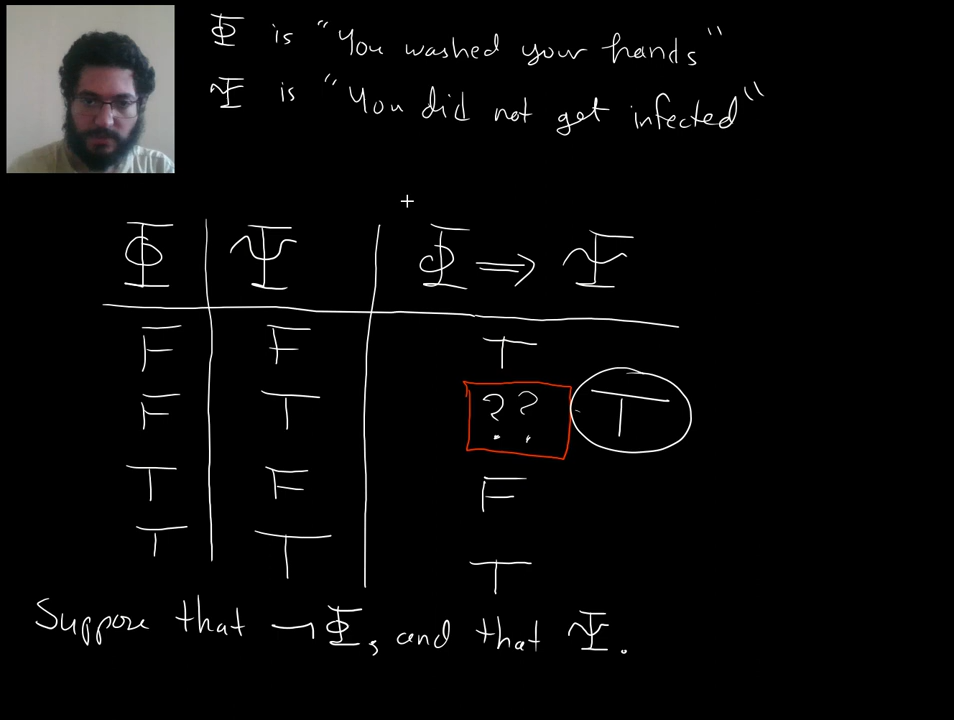 Φ is "You washed your hands"
Ψ is "You did not get infected"
Φ Ψ Φ ⟹ Ψ
F F T
F T ?? T
T F F
T T T
Suppose that ¬Φ, and that Ψ.